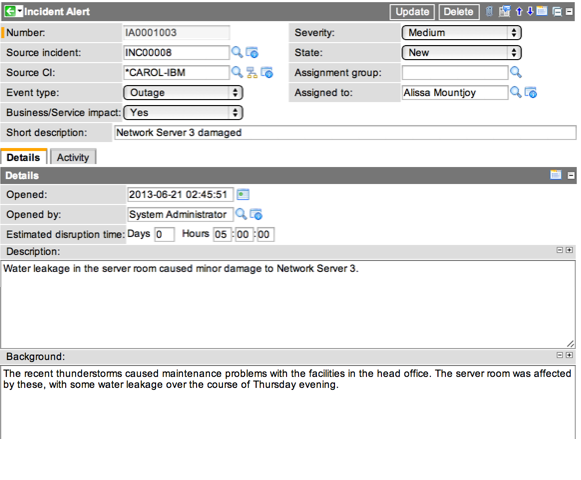 Incident Alert Update Delete
Number: IA0001003 Severity: Medium
Source incident: INC00008 State: New
Source CI: *CAROL-IBM Assignment group:
Event type: Outage Assigned to: Alissa Mountjoy
Business/Service impact: Yes
Short description: Network Server 3 damaged
Details Activity
Details
Opened: 2013-06-21 02:45:51
Opened by: System Administrator
Estimated disruption time: Days 0 Hours 05 :00 :00
Description:
Water leakage in the server room caused minor damage to Network Server 3.
Background:
The recent thunderstoms caused maintenance problems with the facilities in the head office. The server room was affected
by these, with some water leakage over the course of Thursday evening.